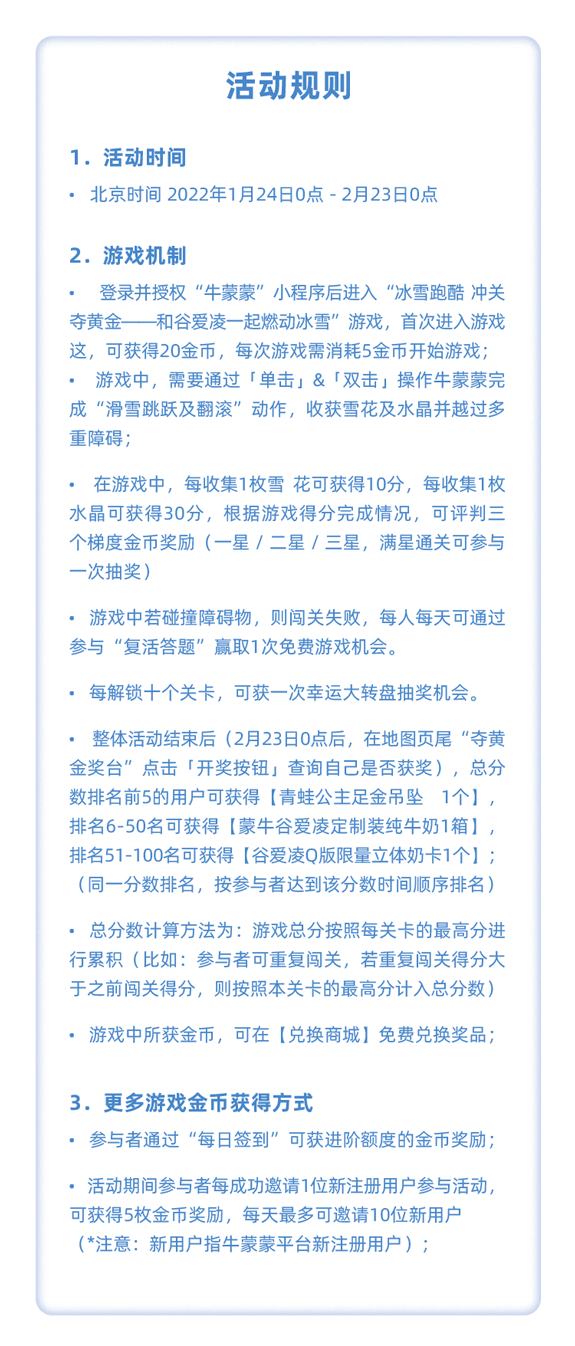 活动规则
1. 活动时间
• 北京时间 2022年1月24日0点 - 2月23日0点
2. 游戏机制
• 登录并授权“牛蒙蒙”小程序后进入“冰雪跑酷 冲关
夺黄金——和谷爱凌一起燃动冰雪”游戏，首次进入游戏
这，可获得20金币，每次游戏需消耗5金币开始游戏；
• 游戏中，需要通过「单击」&「双击」操作牛蒙蒙完
成“滑雪跳跃及翻滚”动作，收获雪花及水晶并越过多
重障碍；
• 在游戏中，每收集1枚雪 花可获得10分，每收集1枚
水晶可获得30分，根据游戏得分完成情况，可评判三
个梯度金币奖励（一星 / 二星 / 三星，满星通关可参与
一次抽奖）
• 游戏中若碰撞障碍物，则闯关失败，每人每天可通过
参与“复活答题”赢取1次免费游戏机会。
• 每解锁十个关卡，可获一次幸运大转盘抽奖机会。
• 整体活动结束后（2月23日0点后，在地图页尾“夺黄
金奖台”点击「开奖按钮」查询自己是否获奖），总分
数排名前5的用户可获得【青蛙公主足金吊坠　1个】，
排名6-50名可获得【蒙牛谷爱凌定制装纯牛奶1箱】，
排名51-100名可获得【谷爱凌Q版限量立体奶卡1个】；
（同一分数排名，按参与者达到该分数时间顺序排名）
• 总分数计算方法为：游戏总分按照每关卡的最高分进
行累积（比如：参与者可重复闯关，若重复闯关得分大
于之前闯关得分，则按照本关卡的最高分计入总分数）
• 游戏中所获金币，可在【兑换商城】免费兑换奖品；
3. 更多游戏金币获得方式
• 参与者通过“每日签到”可获进阶额度的金币奖励；
• 活动期间参与者每成功邀请1位新注册用户参与活动，
可获得5枚金币奖励，每天最多可邀请10位新用户
（*注意：新用户指牛蒙蒙平台新注册用户）；